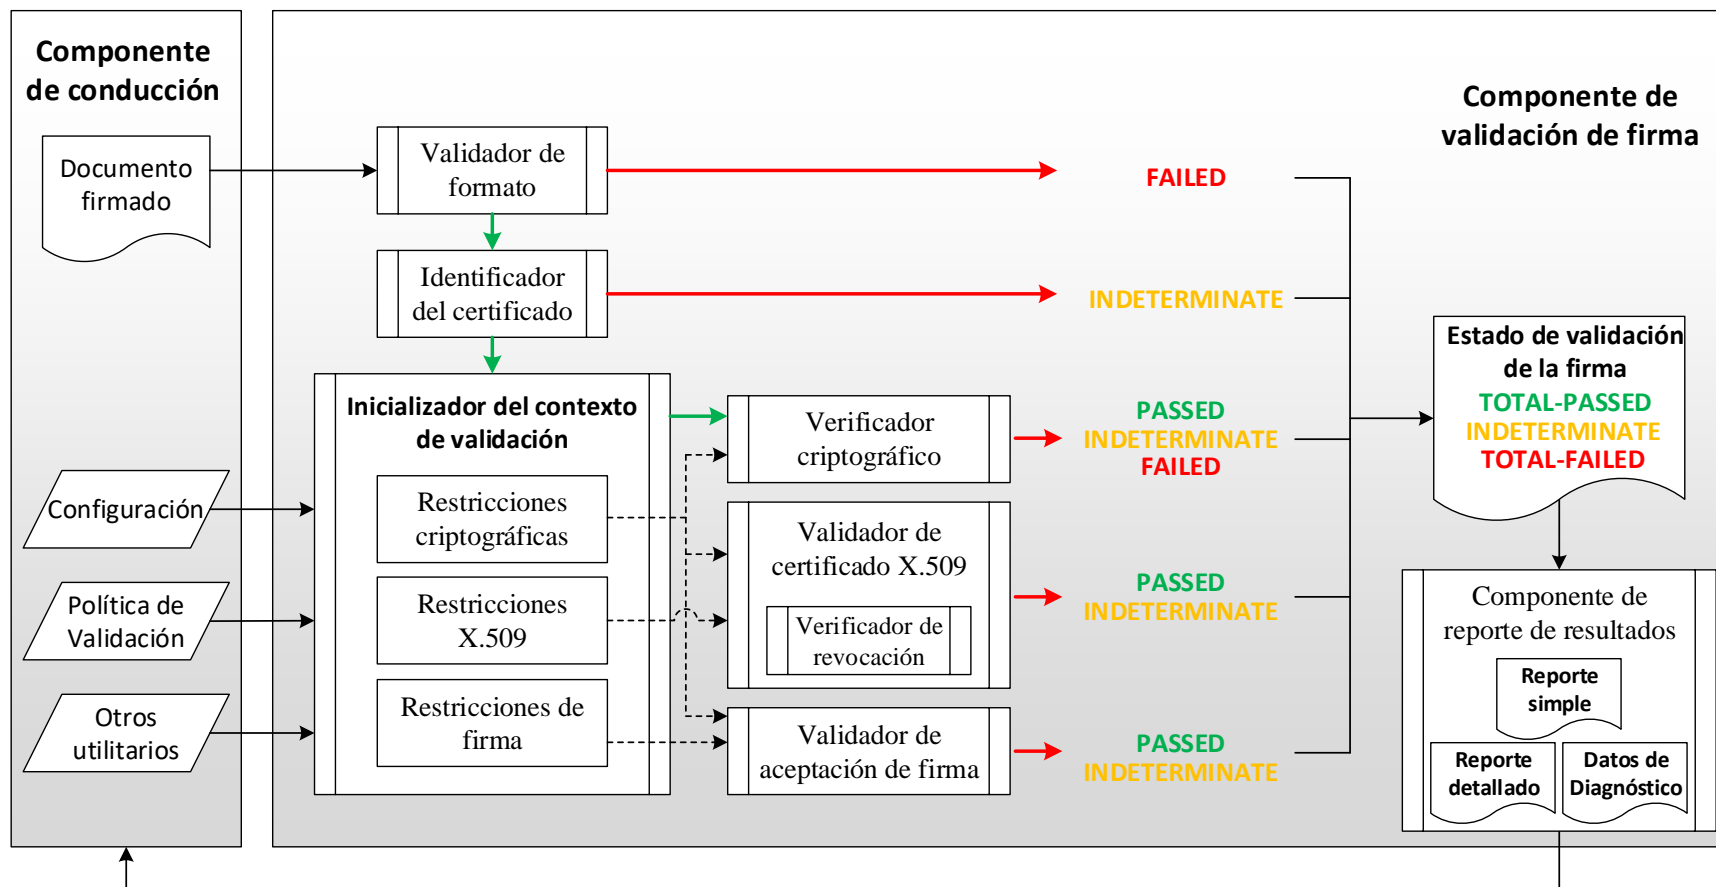 Componente
de conducción
Documento
firmado
Configuración
Política de
Validación
Otros
utilitarios
Componente de
validación de firma
Validador de
formato
FAILED
Identificador
del certificado
INDETERMINATE
Inicializador del contexto
de validación
Restricciones
criptográficas
Restricciones
X.509
Restricciones de
firma
Verificador
criptográfico
PASSED
INDETERMINATE
FAILED
Validador de
certificado X.509
Verificador de
revocación
PASSED
INDETERMINATE
Validador de
aceptación de firma
PASSED
INDETERMINATE
Estado de validación
de la firma
TOTAL-PASSED
INDETERMINATE
TOTAL-FAILED
Componente de
reporte de resultados
Reporte
simple
Reporte
detallado
Datos de
Diagnóstico